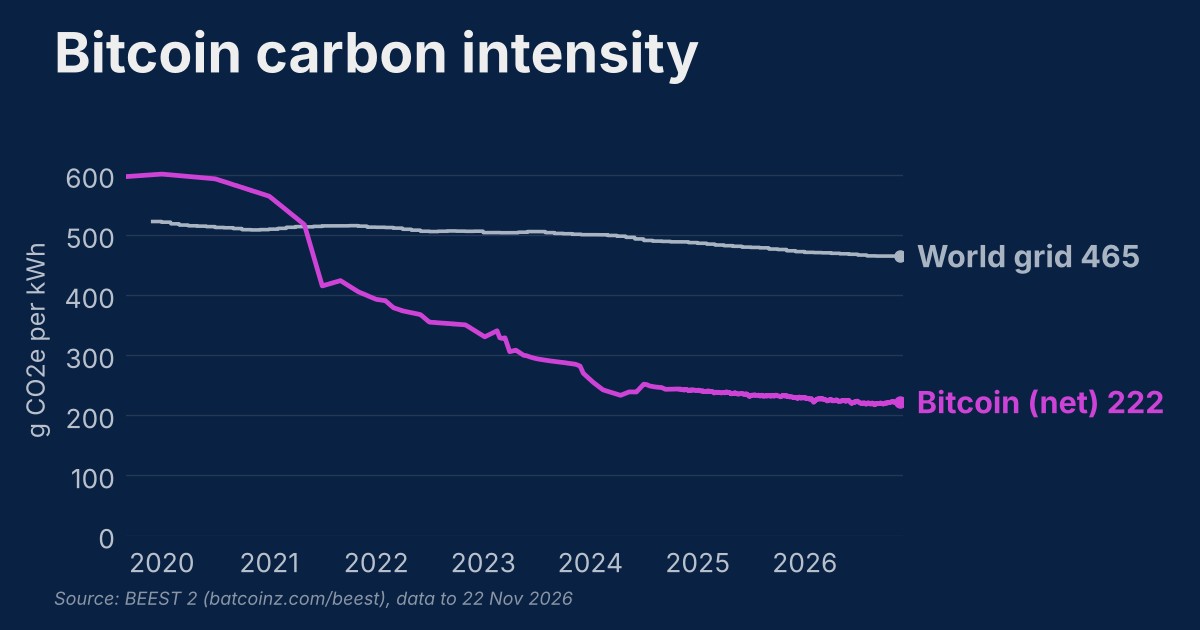 Bitcoin carbon intensity
g CO2e per kWh
600
500
400
300
200
100
0
World grid 465
Bitcoin (net) 222
2020 2021 2022 2023 2024 2025 2026
Source: BEEST 2 (batcoinz.com/beest), data to 22 Nov 2026